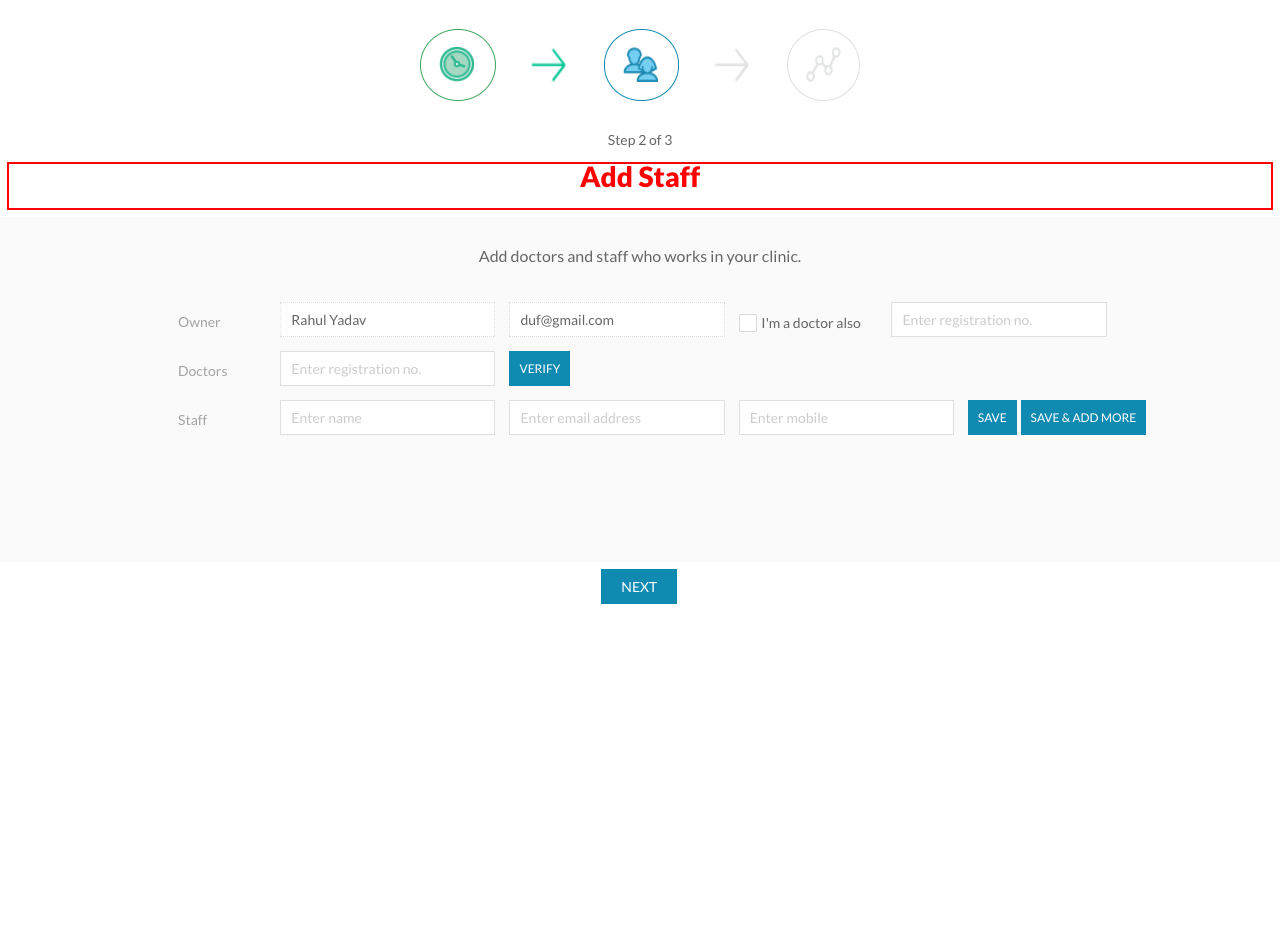 Step 2 of 3
Add Staff
Add doctors and staff who works in your clinic.
Owner Rahul Yadav duf@gmail.com I'm a doctor also Enter registration no.
Doctors Enter registration no. VERIFY
Staff Enter name Enter email address Enter mobile SAVE SAVE & ADD MORE
NEXT